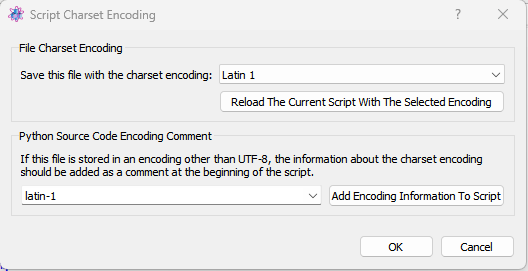 Script Charset Encoding
File Charset Encoding
Save this file with the charset encoding: Latin 1
Reload The Current Script With The Selected Encoding
Python Source Code Encoding Comment
If this file is stored in an encoding other than UTF-8, the information about the charset encoding
should be added as a comment at the beginning of the script.
latin-1 Add Encoding Information To Script
OK Cancel